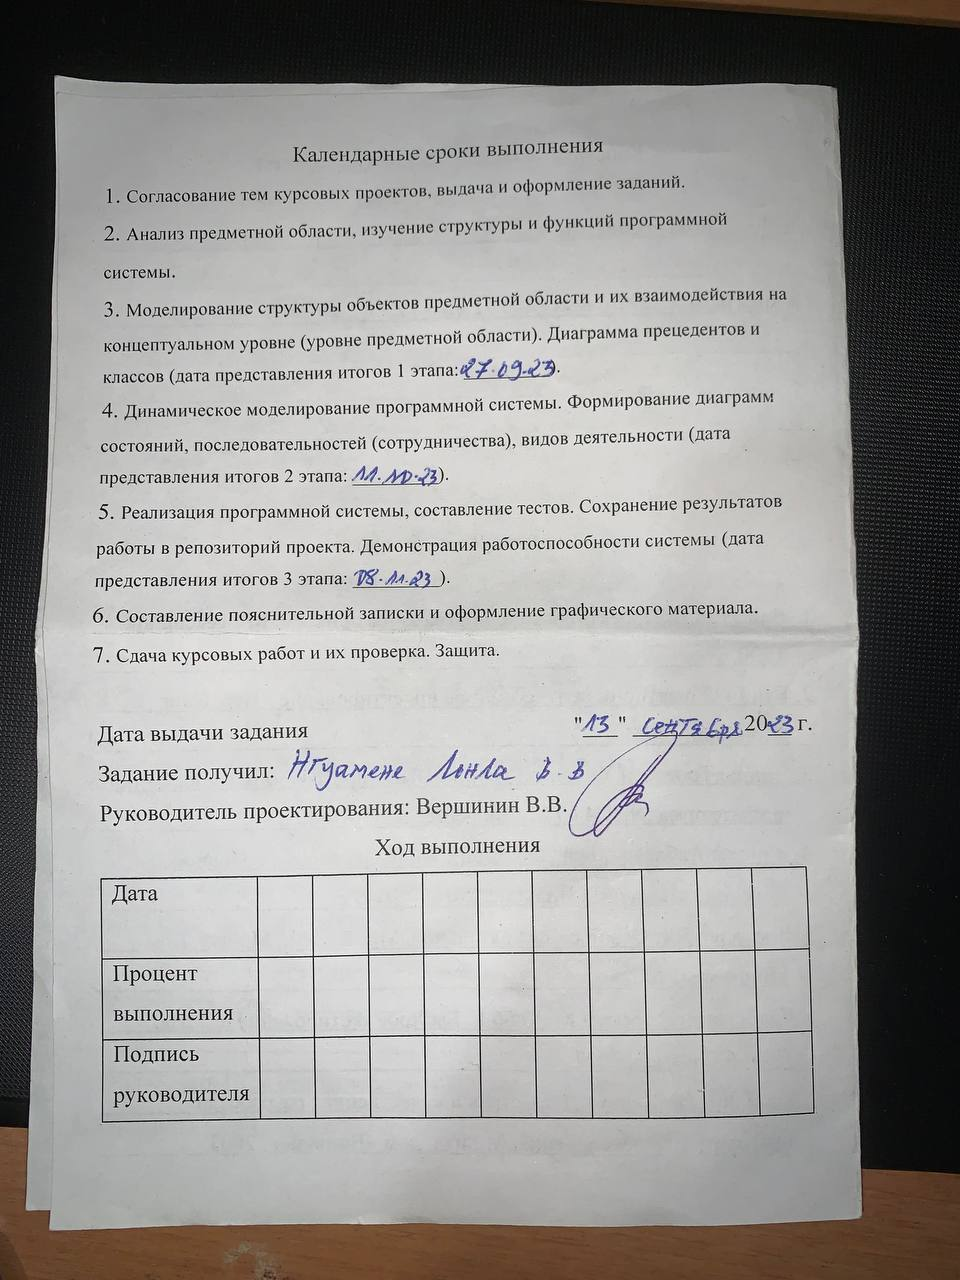 Календарные сроки выполнения
1. Согласование тем курсовых проектов, выдача и оформление заданий.
2. Анализ предметной области, изучение структуры и функций программной
системы.
3. Моделирование структуры объектов предметной области и их взаимодействия на
концептуальном уровне (уровне предметной области). Диаграмма прецедентов и
классов (дата представления итогов 1 этапа: 27.09.23).
4. Динамическое моделирование программной системы. Формирование диаграмм
состояний, последовательностей (сотрудничества), видов деятельности (дата
представления итогов 2 этапа: 11.10.23).
5. Реализация программной системы, составление тестов. Сохранение результатов
работы в репозиторий проекта. Демонстрация работоспособности системы (дата
представления итогов 3 этапа: 08.11.23).
6. Составление пояснительной записки и оформление графического материала.
7. Сдача курсовых работ и их проверка. Защита.
Дата выдачи задания "13" Сентября 2023 г.
Задание получил: Нгуамене В.В
Руководитель проектирования: Вершинин В.В.
Ход выполнения
Дата
Процент
выполнения
Подпись
руководителя